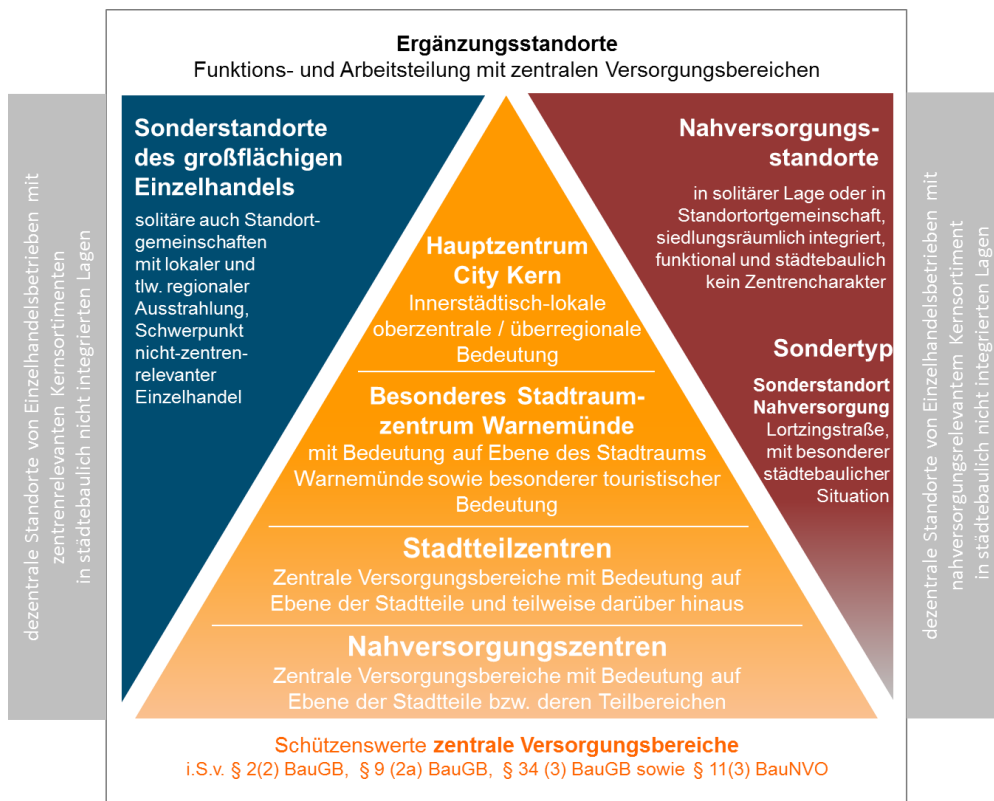 Ergänzungsstandorte
Funktions- und Arbeitsteilung mit zentralen Versorgungsbereichen
dezentrale Standorte von Einzelhandelsbetrieben mit
zentrenrelevanten Kernsortimenten
in städtebaulich nicht integrierten Lagen
Sonderstandorte
des großflächigen
Einzelhandels
solitäre auch Standort-
gemeinschaften
mit lokaler und
tlw. regionaler
Ausstrahlung,
Schwerpunkt
nicht-zentren-
relevanter
Einzelhandel
Hauptzentrum
City Kern
Innerstädtisch-lokale
oberzentrale / überregionale
Bedeutung
Besonderes Stadtraum-
zentrum Warnemünde
mit Bedeutung auf Ebene des Stadtraums
Warnemünde sowie besonderer touristischer
Bedeutung
Stadtteilzentren
Zentrale Versorgungsbereiche mit Bedeutung auf
Ebene der Stadtteile und teilweise darüber hinaus
Nahversorgungszentren
Zentrale Versorgungsbereiche mit Bedeutung auf
Ebene der Stadtteile bzw. deren Teilbereichen
Nahversorgungs-
standorte
in solitärer Lage oder in
Standortortgemeinschaft,
siedlungsräumlich integriert,
funktional und städtebaulich
kein Zentrencharakter
Sondertyp
Sonderstandort
Nahversorgung
Lortzingstraße,
mit besonderer
städtebaulicher
Situation
dezentrale Standorte von Einzelhandelsbetrieben mit
nahversorgungsrelevantem Kernsortiment
in städtebaulich nicht integrierten Lagen
Schützenswerte zentrale Versorgungsbereiche
i.S.v. § 2(2) BauGB, § 9 (2a) BauGB, § 34 (3) BauGB sowie § 11(3) BauNVO